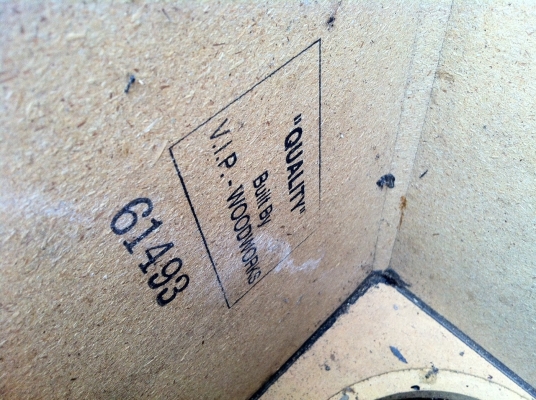 "QUALITY"
Built By
V.I.P. - WOODWORKS
61493